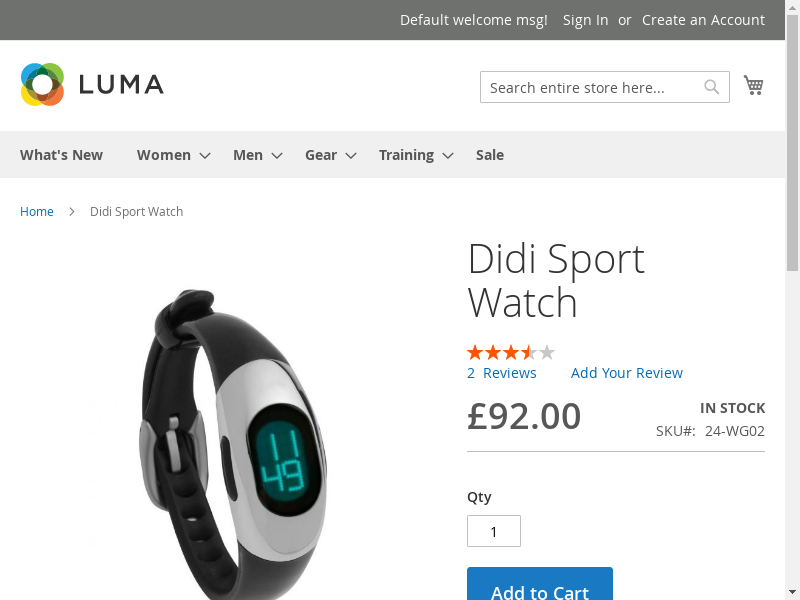 Default welcome msg! Sign In or Create an Account
LUMA
Search entire store here...
What's New Women Men Gear Training Sale
Home Didi Sport Watch
Didi Sport
Watch
2 Reviews Add Your Review
£92.00
IN STOCK
SKU#: 24-WG02
Qty
1
Add to Cart
11
49